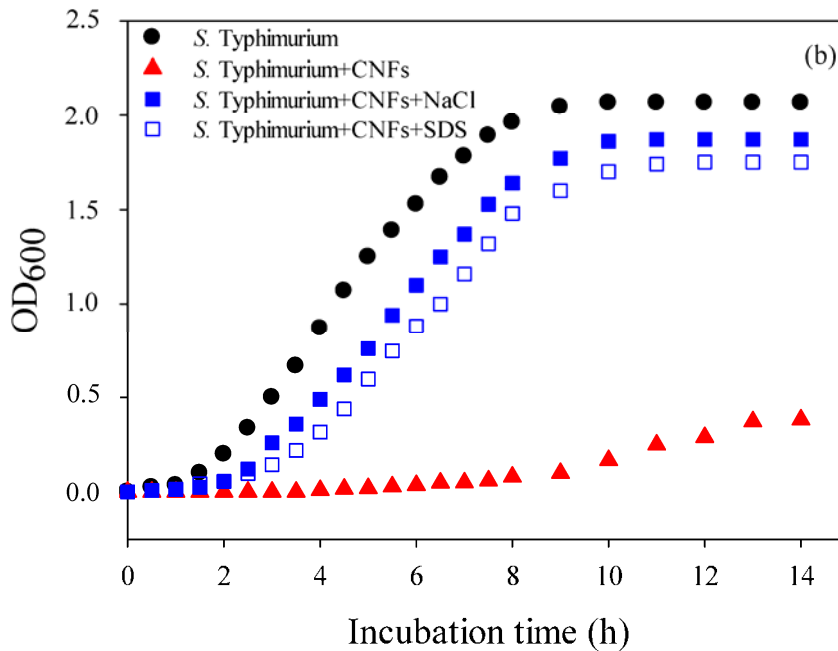 2.5
2.0
1.5
1.0
0.5
0.0
OD600
S. Typhimurium
S. Typhimurium+CNFs
S. Typhimurium+CNFs+NaCl
S. Typhimurium+CNFs+SDS
(b)
0 2 4 6 8 10 12 14
Incubation time (h)